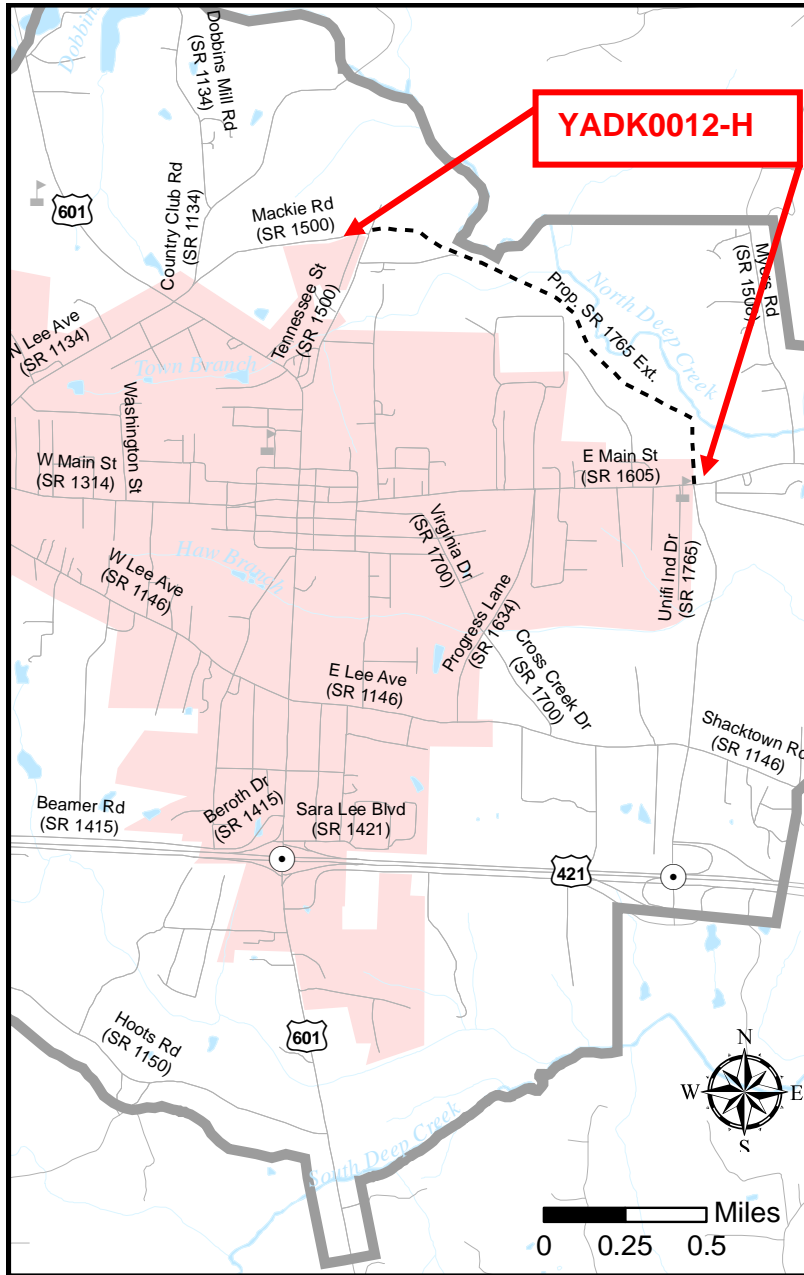 Dobbins
Dobbins Mill Rd
(SR 1134)
YADK0012-H
601
Country Club Rd
(SR 1134)
Mackie Rd
(SR 1500)
Tennessee St
(SR 1500)
Prop. SR 1765 Ext.
North Deep Creek
Myers Rd
(SR 1508)
N Lee Ave
(SR 1134)
Town Branch
Washington St
W Main St
(SR 1314)
E Main St
(SR 1605)
Virginia Dr
(SR 1700)
Haw Branch
W Lee Ave
(SR 1146)
Progress Lane
(SR 1634)
Unifi Ind Dr
(SR 1765)
Cross Creek Dr
(SR 1700)
E Lee Ave
(SR 1146)
Shacktown Rd
(SR 1146)
Beamer Rd
(SR 1415)
Beroth Dr
(SR 1415)
Sara Lee Blvd
(SR 1421)
421
Hoots Rd
(SR 1150)
601
South Deep Creek
N
W
E
S
Miles
0 0.25 0.5